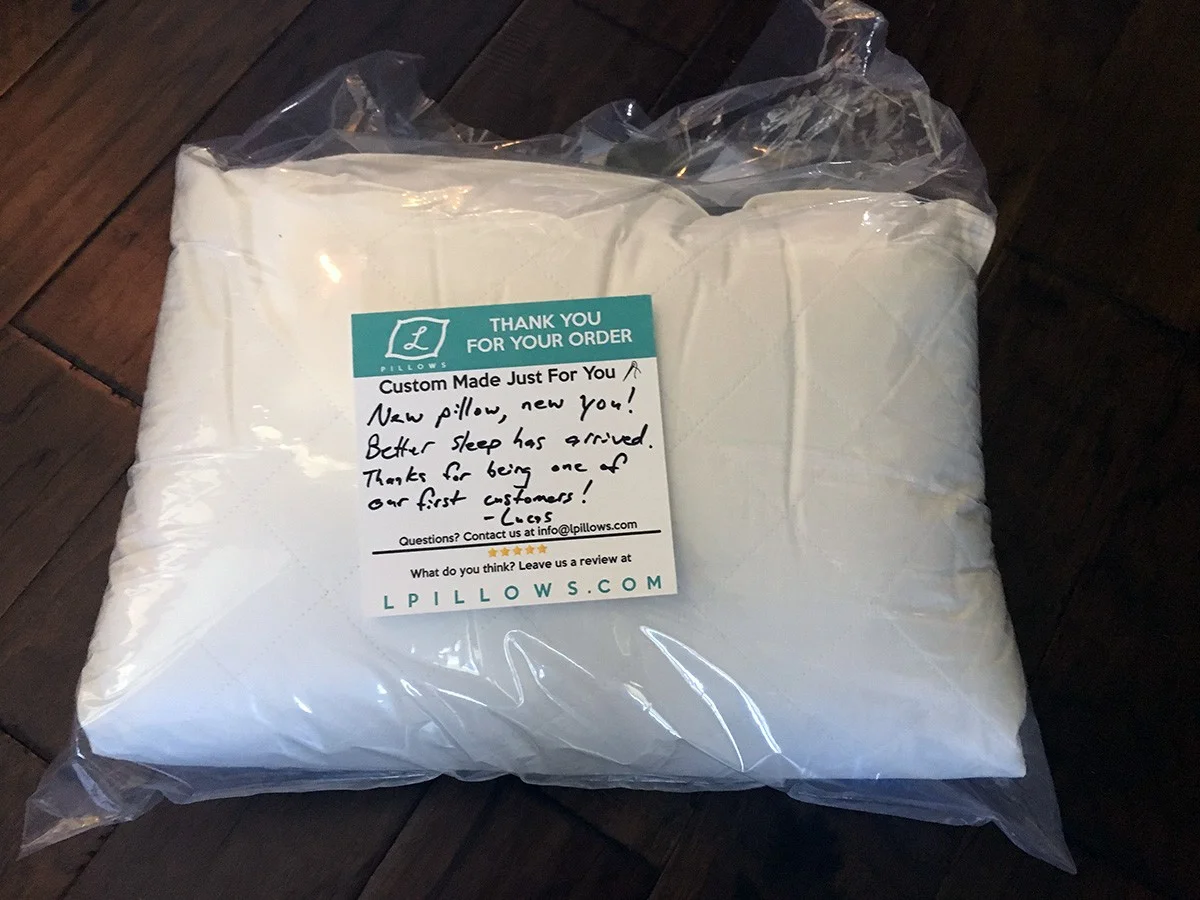 L
PILLOWS
THANK YOU
FOR YOUR ORDER
Custom Made Just For You
New pillow, new you!
Better sleep has arrived.
Thanks for being one of
our first customers!
- Lucas
Questions? Contact us at info@lpillows.com
What do you think? Leave us a review at
LPILLOWS.COM